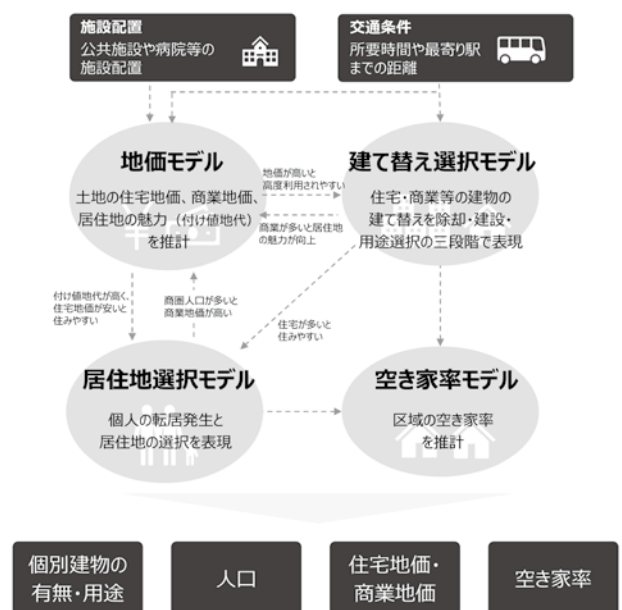 施設配置
公共施設や病院等の
施設配置
交通条件
所要時間や最寄り駅
までの距離
地価モデル
土地の住宅地価、商業地価、
居住地の魅力（付け値地代）
を推計
地価が高いと
高度利用されやすい
商業が多いと居住地
の魅力が向上
建て替え選択モデル
住宅・商業等の建物の
建て替えを除却・建設・
用途選択の三段階で表現
付け値地代が高く、
住宅地価が安いと
住みやすい
商圏人口が多いと
商業地価が高い
住宅が多いと
住みやすい
居住地選択モデル
個人の転居発生と
居住地の選択を表現
空き家率モデル
区域の空き家率
を推計
個別建物の
有無・用途
人口
住宅地価・
商業地価
空き家率